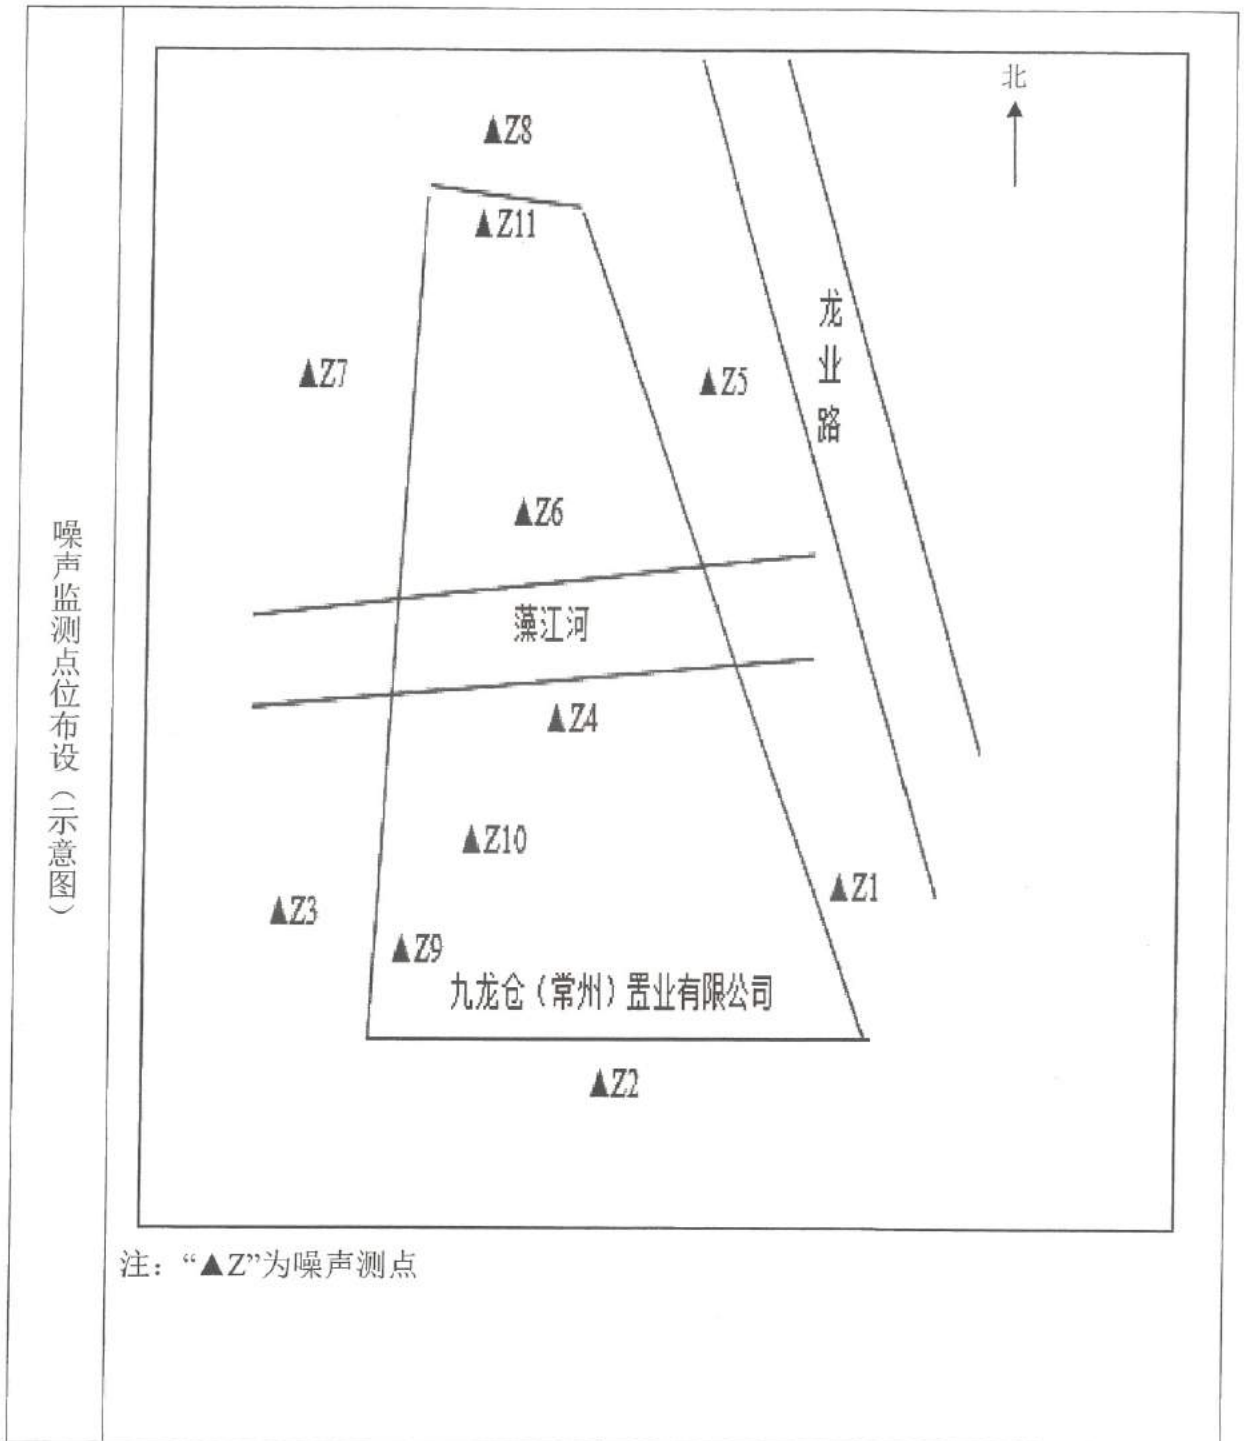 噪声监测点位布设（示意图）
北
▲Z8
▲Z11
龙业路
▲Z7
▲Z5
▲Z6
藻江河
▲Z4
▲Z10
▲Z1
▲Z3
▲Z9
九龙仓（常州）置业有限公司
▲Z2
注：“▲Z”为噪声测点